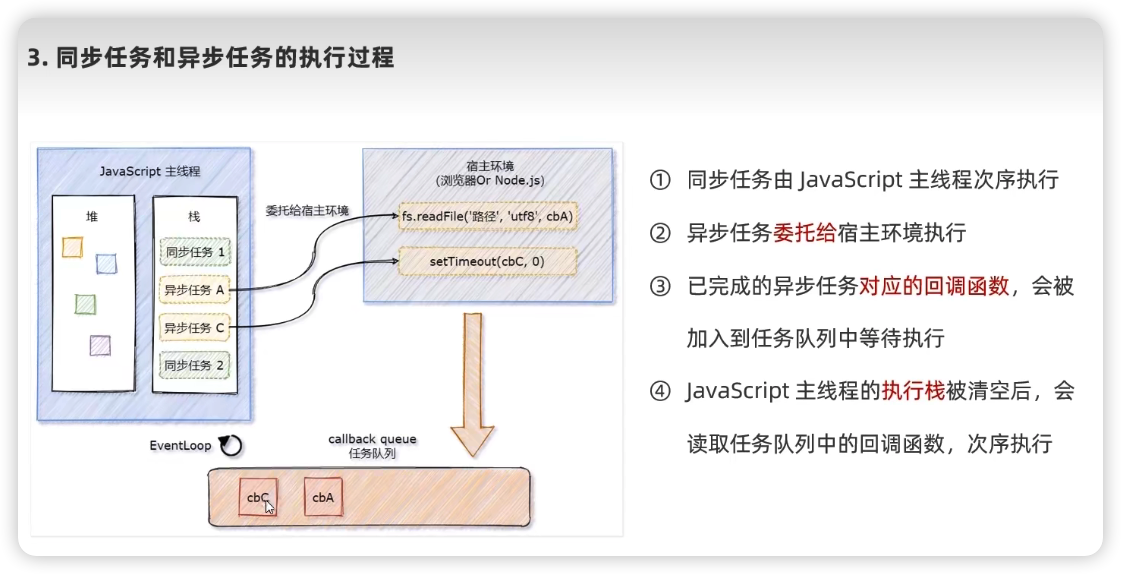 3. 同步任务和异步任务的执行过程
JavaScript 主线程
堆
栈
同步任务 1
异步任务 A
异步任务 C
同步任务 2
委托给宿主环境
宿主环境
(浏览器Or Node.js)
fs.readFile('路径', 'utf8', cbA)
setTimeout(cbC, 0)
EventLoop
callback queue
任务队列
cbC
cbA
① 同步任务由 JavaScript 主线程次序执行
② 异步任务委托给宿主环境执行
③ 已完成的异步任务对应的回调函数，会被
加入到任务队列中等待执行
④ JavaScript 主线程的执行栈被清空后，会
读取任务队列中的回调函数，次序执行